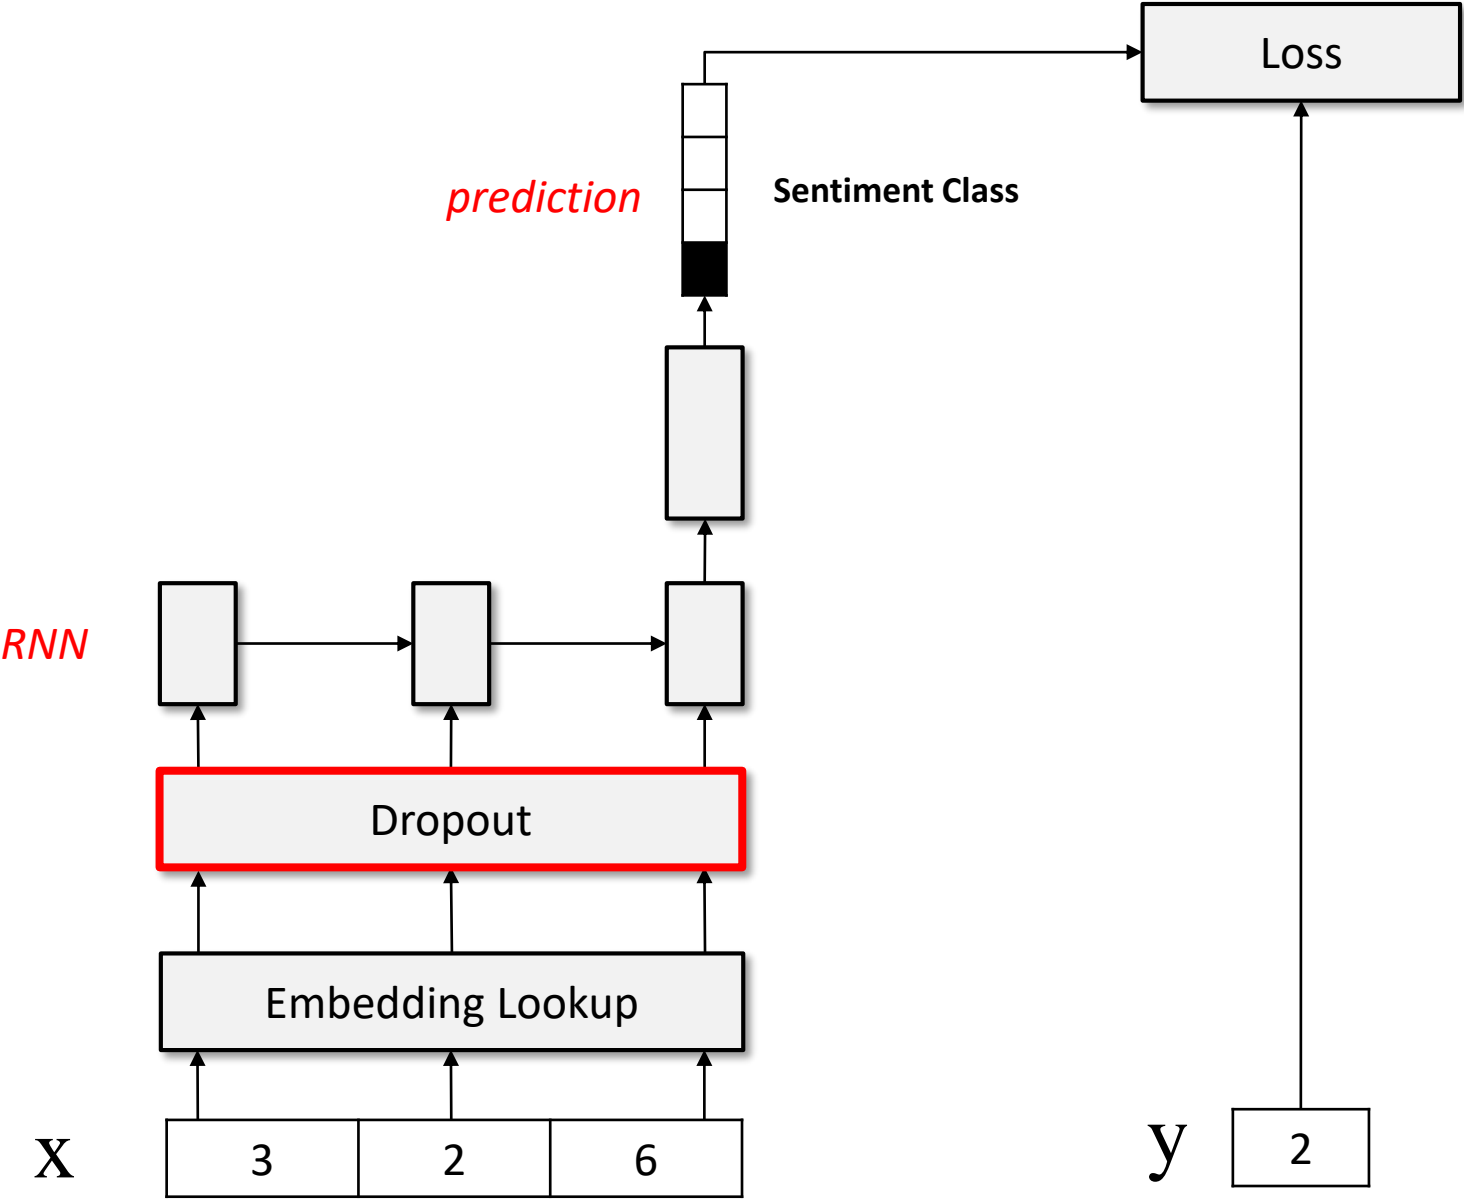 Loss
prediction
Sentiment Class
RNN
Dropout
Embedding Lookup
x 3 2 6
y 2